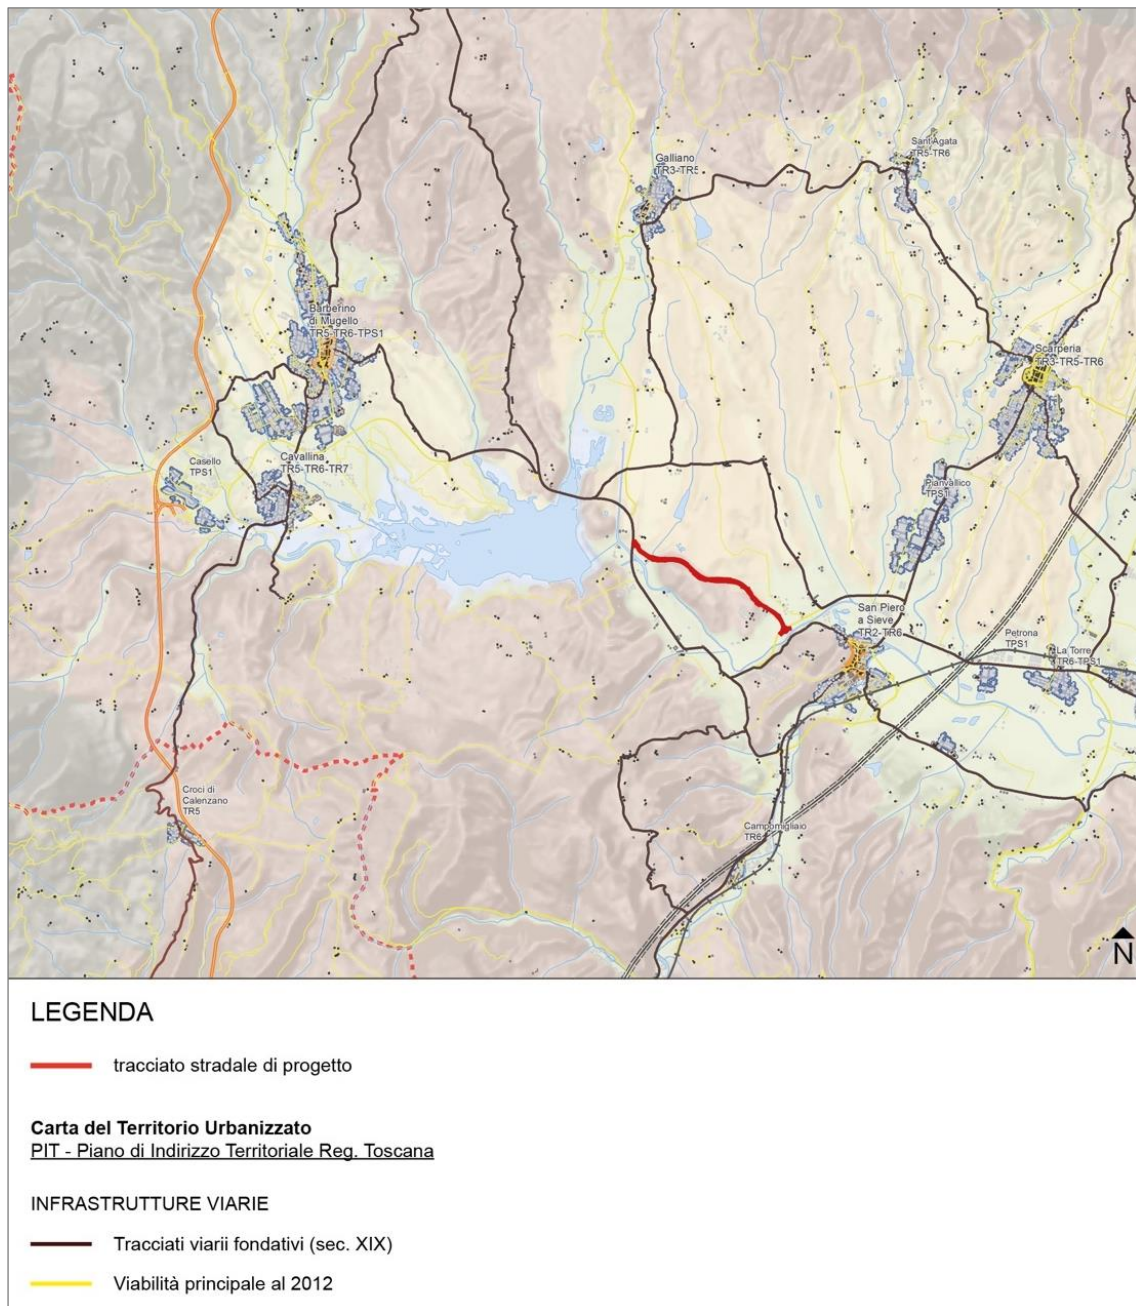 Galliano
TR3-TR5
Sant'Agata
TR5-TR6
Barberino
di Mugello
TR5-TR6-TPS1
Scarperia
TR3-TR5-TR6
Casello
TPS1
Cavallina
TR5-TR6-TR7
Pianvallico
TPS1
San Piero
a Sieve
TR2-TR6
Petrona
TPS1
La Torre
TR6-TPS1
Croci di
Calenzano
TR5
Campomigliaio
TR6
N
LEGENDA
tracciato stradale di progetto
Carta del Territorio Urbanizzato
PIT - Piano di Indirizzo Territoriale Reg. Toscana
INFRASTRUTTURE VIARIE
Tracciati viarii fondativi (sec. XIX)
Viabilità principale al 2012